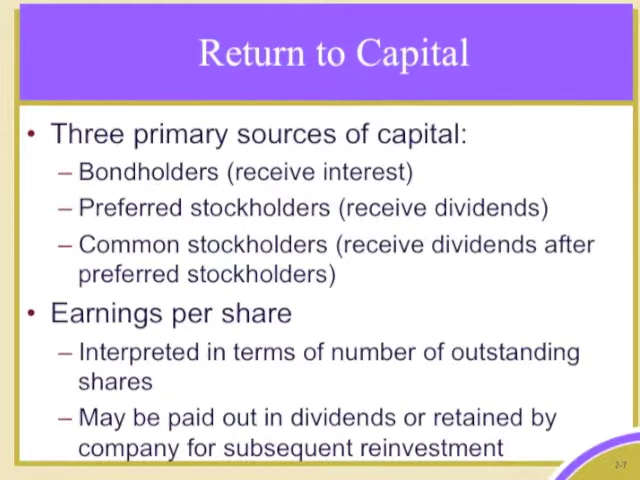 Return to Capital
• Three primary sources of capital:
– Bondholders (receive interest)
– Preferred stockholders (receive dividends)
– Common stockholders (receive dividends after
preferred stockholders)
• Earnings per share
– Interpreted in terms of number of outstanding
shares
– May be paid out in dividends or retained by
company for subsequent reinvestment
2-7